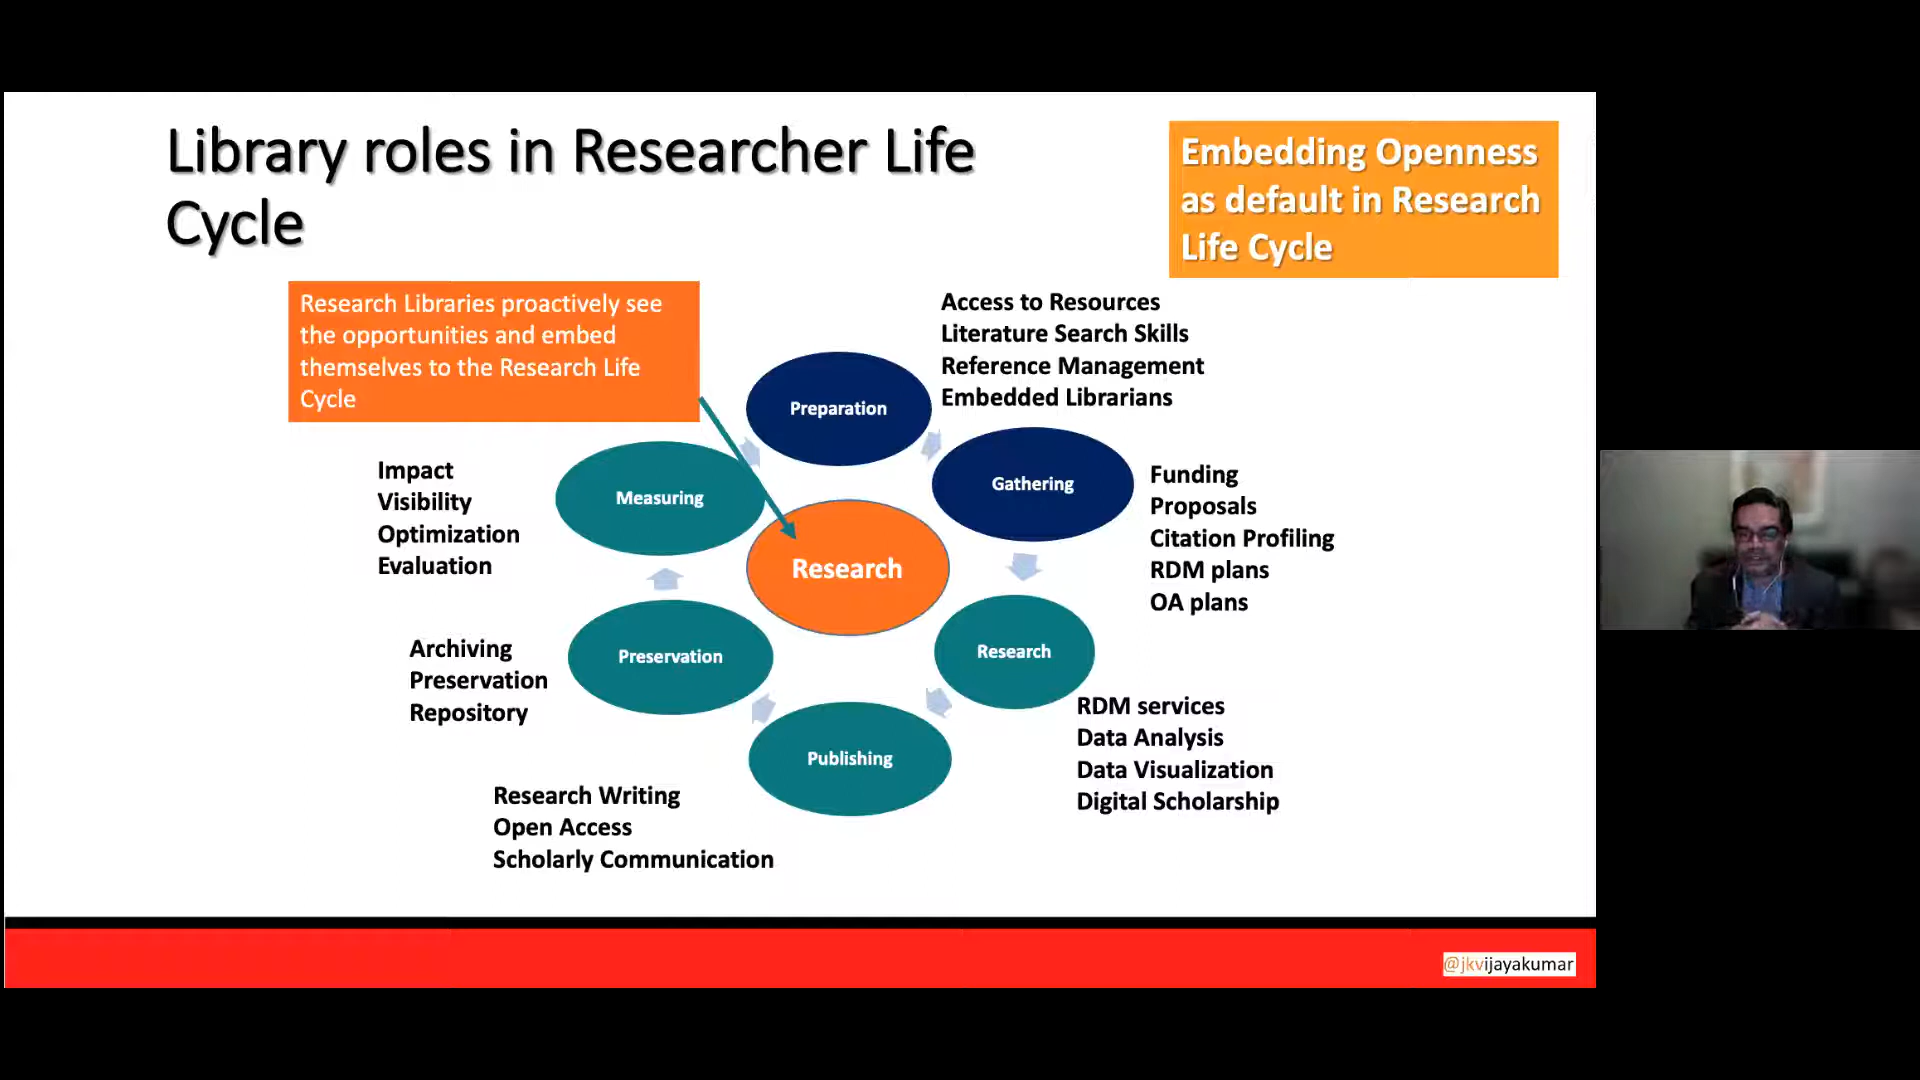 Library roles in Researcher Life
Cycle
Embedding Openness
as default in Research
Life Cycle
Research Libraries proactively see
the opportunities and embed
themselves to the Research Life
Cycle
Access to Resources
Literature Search Skills
Reference Management
Embedded Librarians
Preparation
Gathering
Funding
Proposals
Citation Profiling
RDM plans
OA plans
Impact
Visibility
Optimization
Evaluation
Measuring
Research
Research
RDM services
Data Analysis
Data Visualization
Digital Scholarship
Archiving
Preservation
Repository
Preservation
Publishing
Research Writing
Open Access
Scholarly Communication
@jkvijayakumar